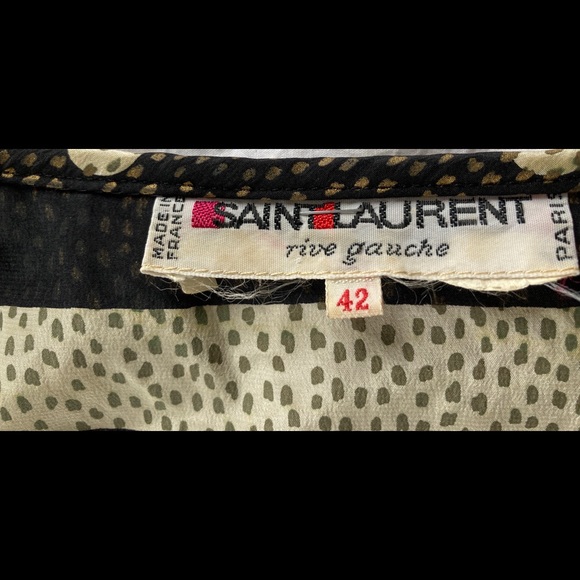 MADE IN
FRANCE
SAINT LAURENT
rive gauche
PARIS
42